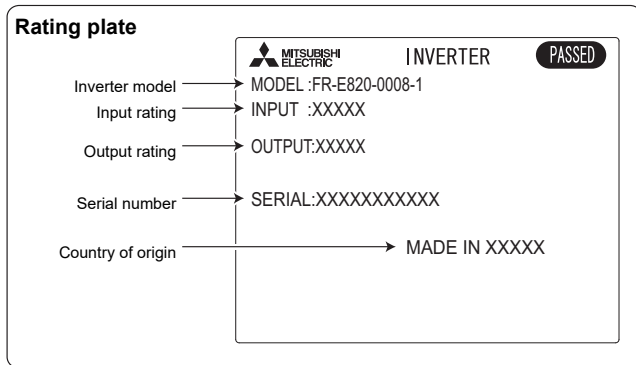 Rating plate
MITSUBISHI
ELECTRIC
INVERTER
PASSED
Inverter model
MODEL :FR-E820-0008-1
Input rating
INPUT :XXXXX
Output rating
OUTPUT:XXXXX
Serial number
SERIAL:XXXXXXXXXXX
Country of origin
MADE IN XXXXX